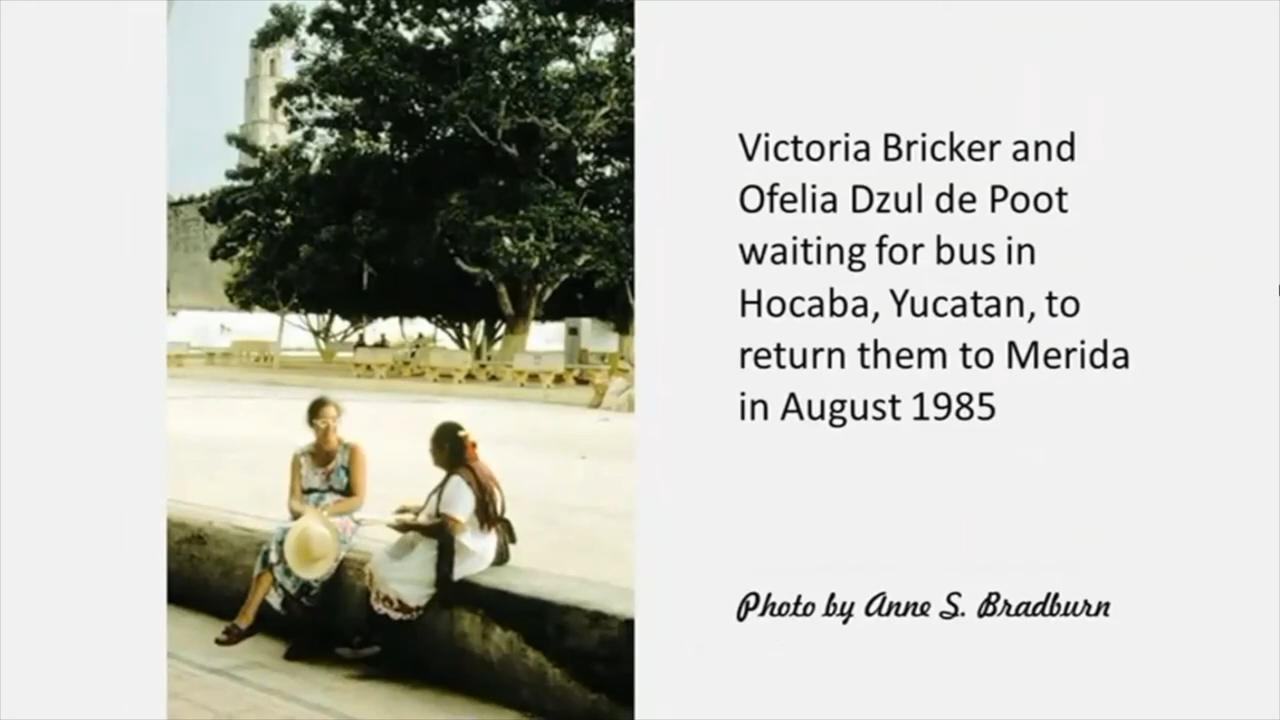 Victoria Bricker and
Ofelia Dzul de Poot
waiting for bus in
Hocaba, Yucatan, to
return them to Merida
in August 1985
Photo by Anne S. Bradburn